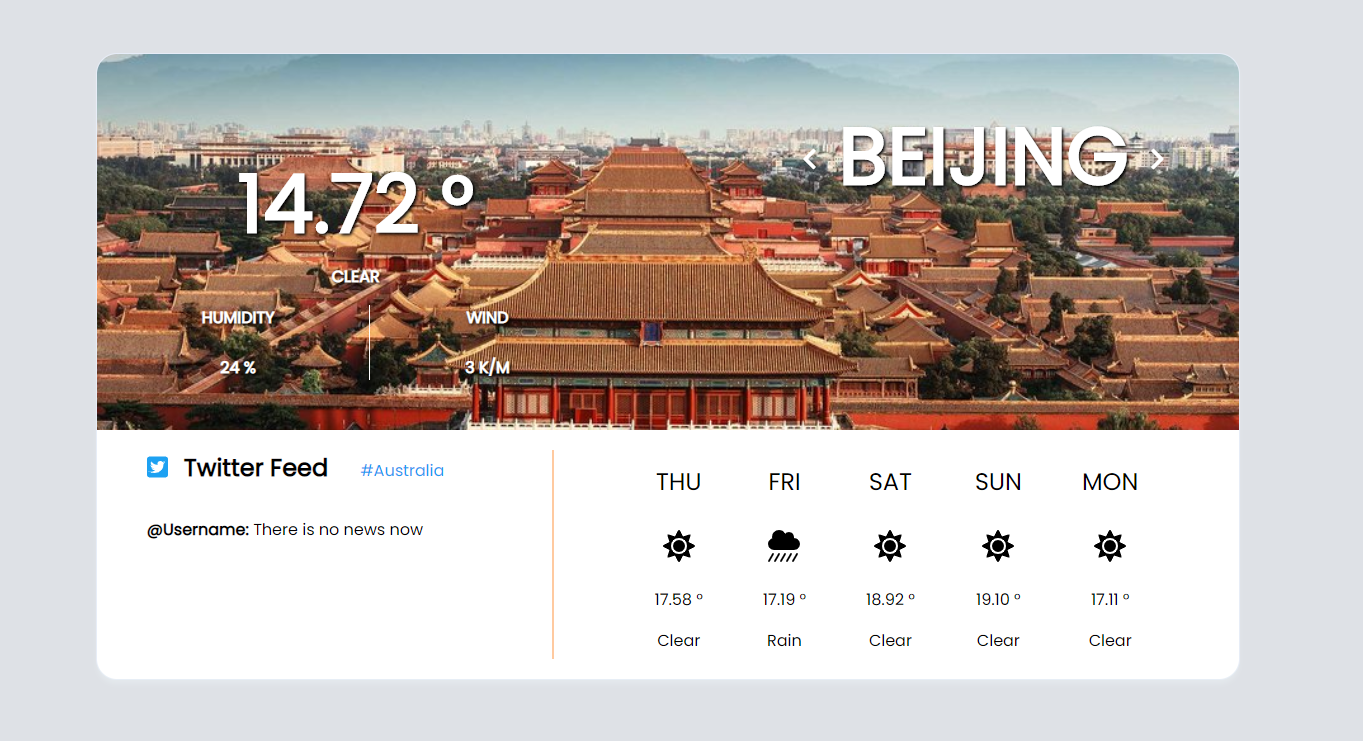 BEIJING
14.72 º
CLEAR
HUMIDITY WIND
24 % 3 K/M
Twitter Feed #Australia
@Username: There is no news now
THU FRI SAT SUN MON
17.58 º 17.19 º 18.92 º 19.10 º 17.11 º
Clear Rain Clear Clear Clear